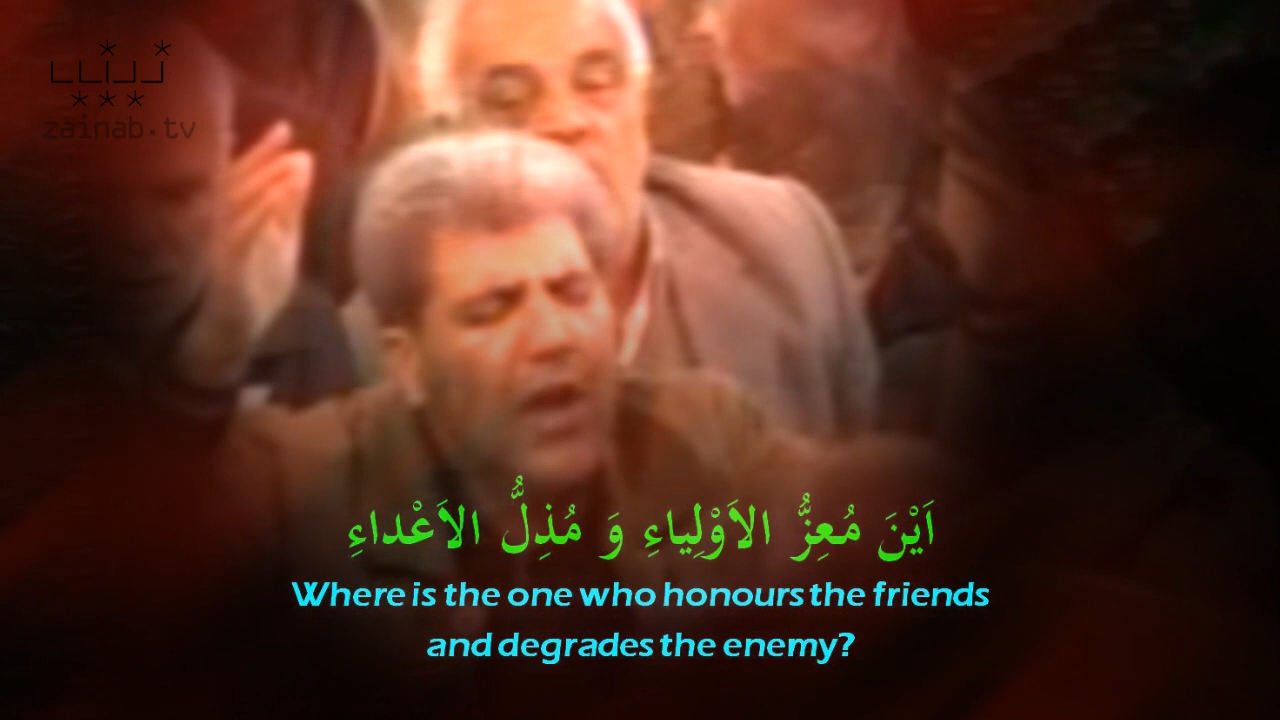 zainab.tv
اَيْنَ مُعِزُّ الاَوْلِياءِ وَ مُذِلُّ الاَعْداءِ
Where is the one who honours the friends
and degrades the enemy?